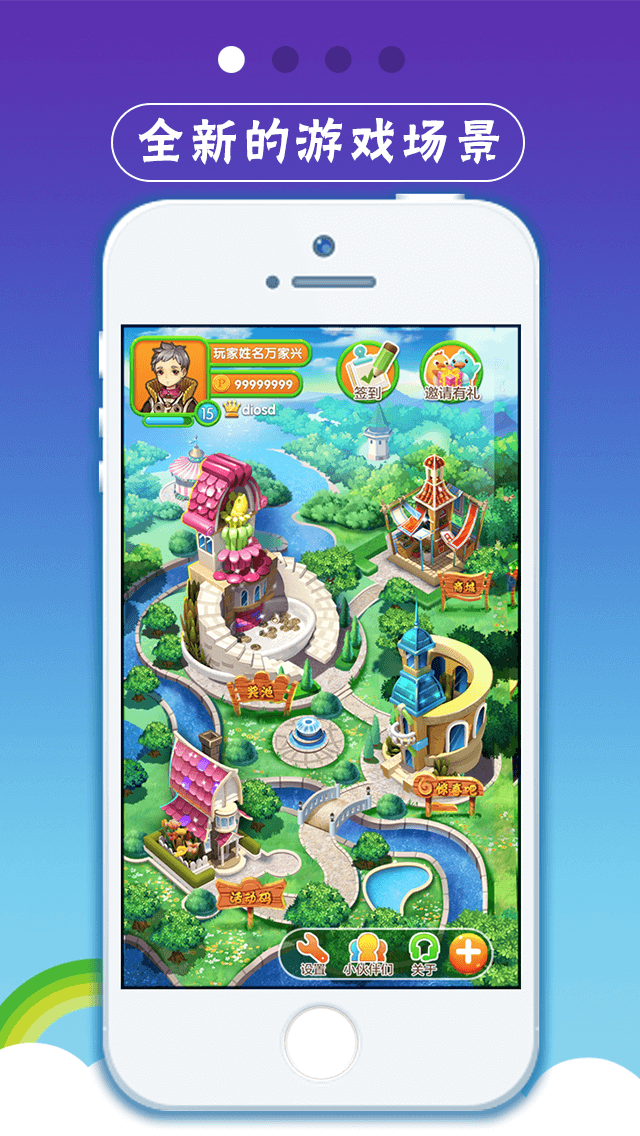 全新的游戏场景
玩家姓名万家兴
P 99999999
15 diosd
签到
邀请有礼
商城
奖池
惊喜吧
活动码
设置 小伙伴们 关于